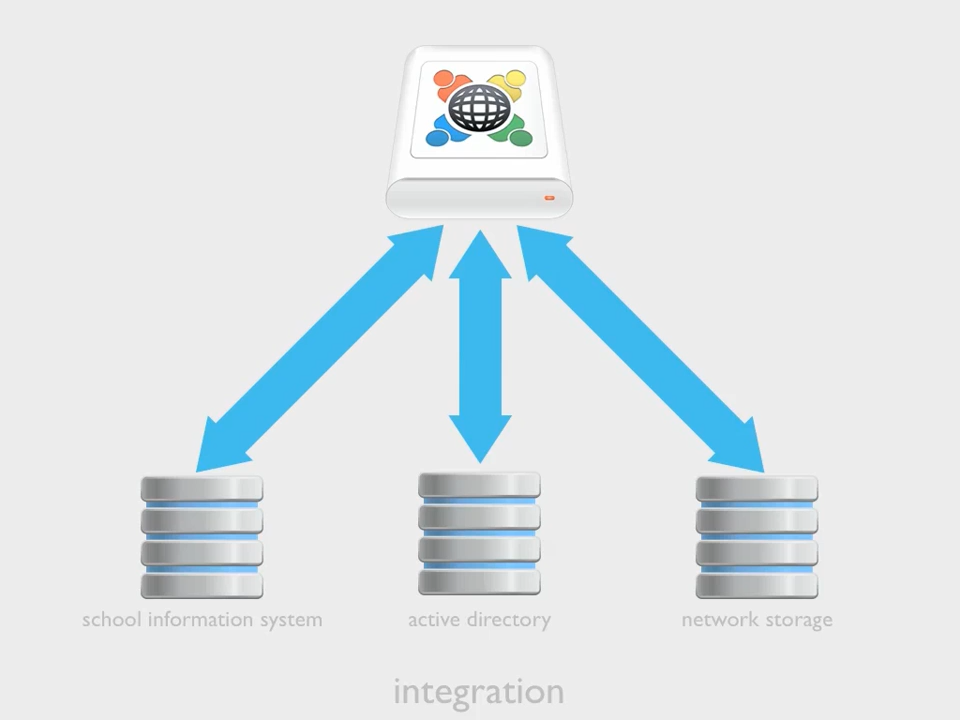 school information system
active directory
network storage
integration